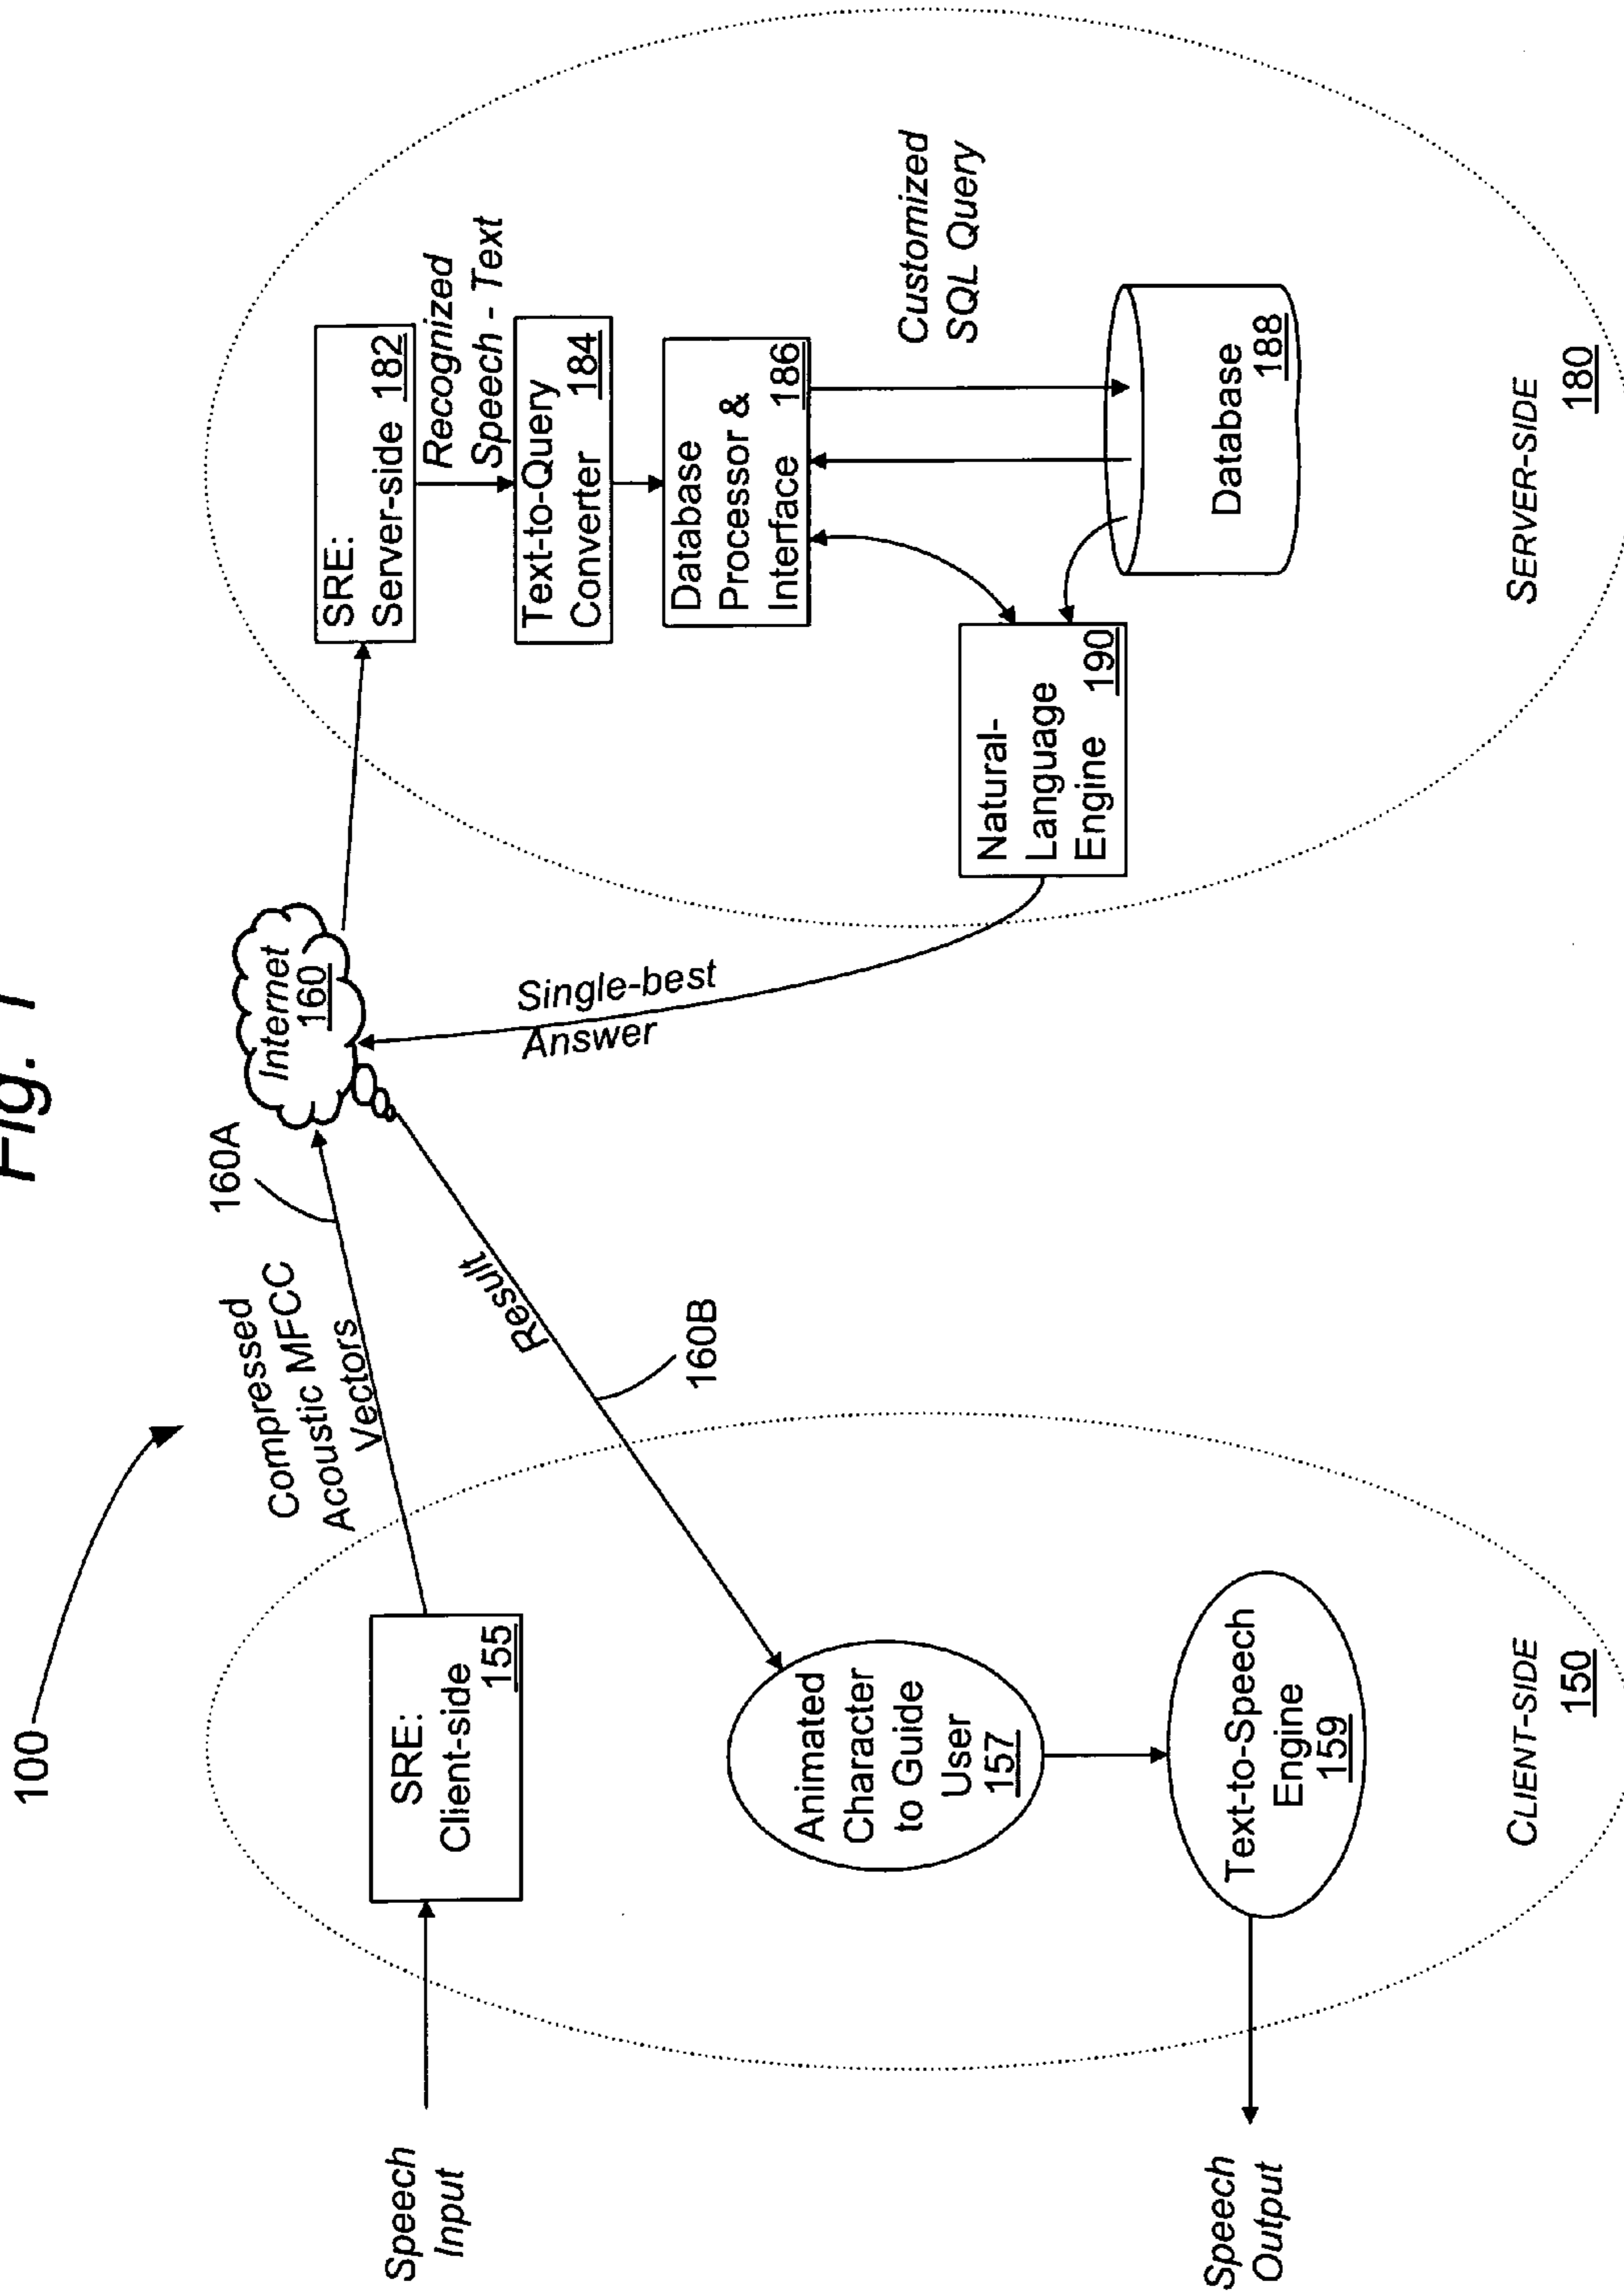 Fig. 1
100
Speech
Input
SRE:
Client-side
155
Compressed
Acoustic MFCC
Vectors
160A
Internet
160
SRE:
Server-side 182
Recognized
Speech - Text
Text-to-Query
Converter 184
Database
Processor &
Interface 186
Customized
SQL Query
Database
188
Natural-
Language
Engine 190
Single-best
Answer
Result
160B
Animated
Character
to Guide
User
157
Text-to-Speech
Engine
159
Speech
Output
CLIENT-SIDE
150
SERVER-SIDE
180